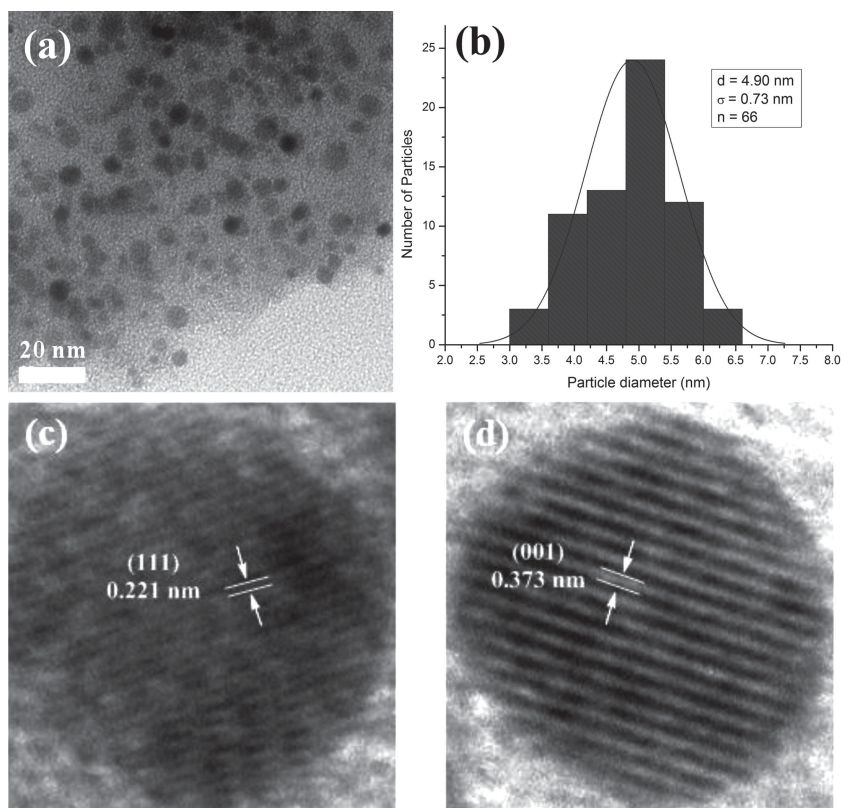 (a)
20 nm
(b)
Number of Particles
25
20
15
10
5
0
2.0 2.5 3.0 3.5 4.0 4.5 5.0 5.5 6.0 6.5 7.0 7.5 8.0
Particle diameter (nm)
d = 4.90 nm
σ = 0.73 nm
n = 66
(c)
(111)
0.221 nm
(d)
(001)
0.373 nm